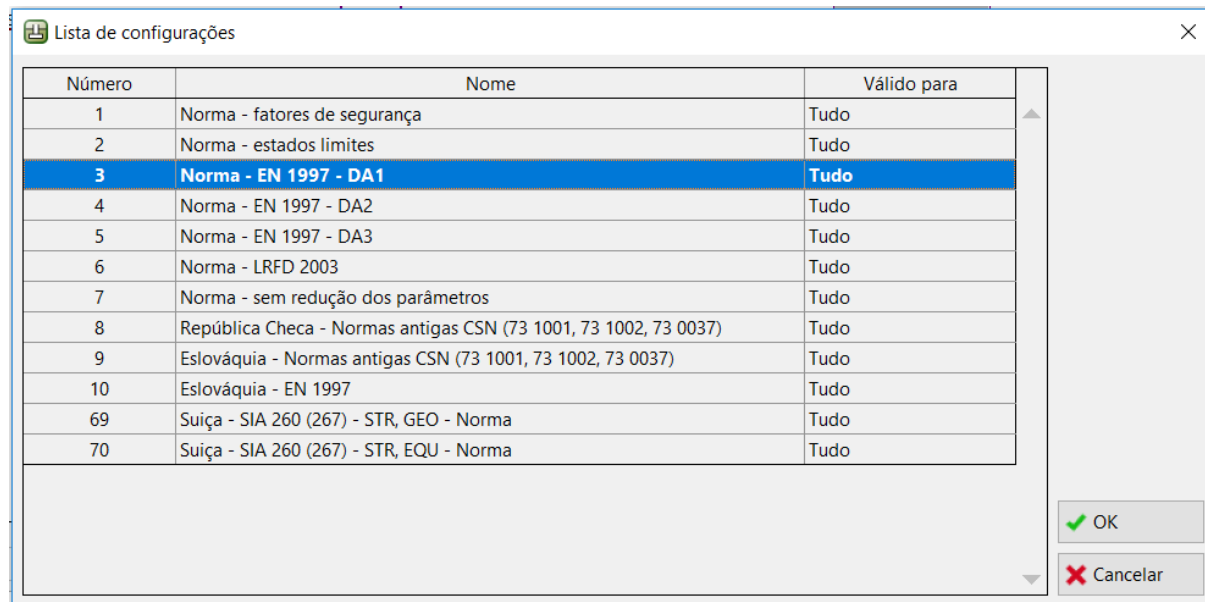 Lista de configurações
Número Nome Válido para
1 Norma - fatores de segurança Tudo
2 Norma - estados limites Tudo
3 Norma - EN 1997 - DA1 Tudo
4 Norma - EN 1997 - DA2 Tudo
5 Norma - EN 1997 - DA3 Tudo
6 Norma - LRFD 2003 Tudo
7 Norma - sem redução dos parâmetros Tudo
8 República Checa - Normas antigas CSN (73 1001, 73 1002, 73 0037) Tudo
9 Eslováquia - Normas antigas CSN (73 1001, 73 1002, 73 0037) Tudo
10 Eslováquia - EN 1997 Tudo
69 Suiça - SIA 260 (267) - STR, GEO - Norma Tudo
70 Suiça - SIA 260 (267) - STR, EQU - Norma Tudo
OK
Cancelar